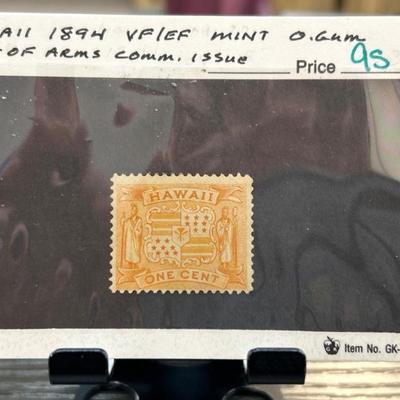 AII 1894 VF/EF MINT O.Gum
OF ARMS COMM. ISSUE
Price 95
HAWAII
ONE CENT
Item No. GK-